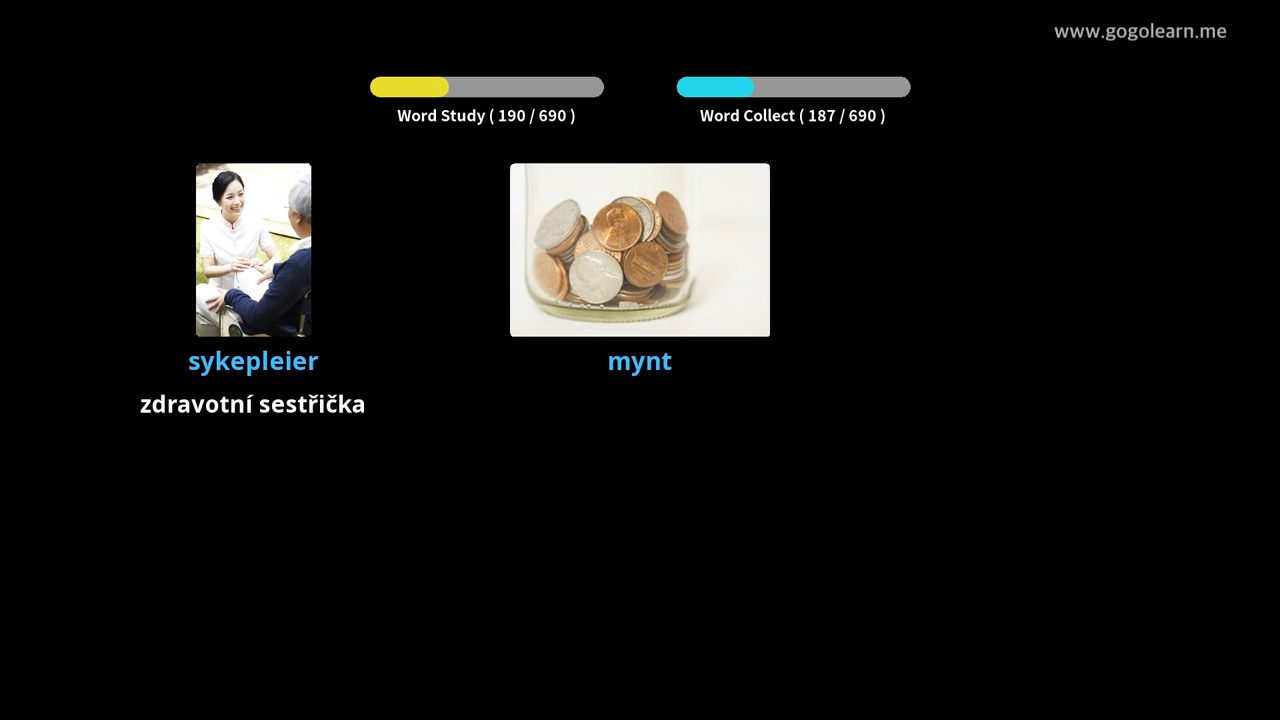 www.gogolearn.me
Word Study ( 190 / 690 )
Word Collect ( 187 / 690 )
sykepleier
mynt
zdravotní sestřička